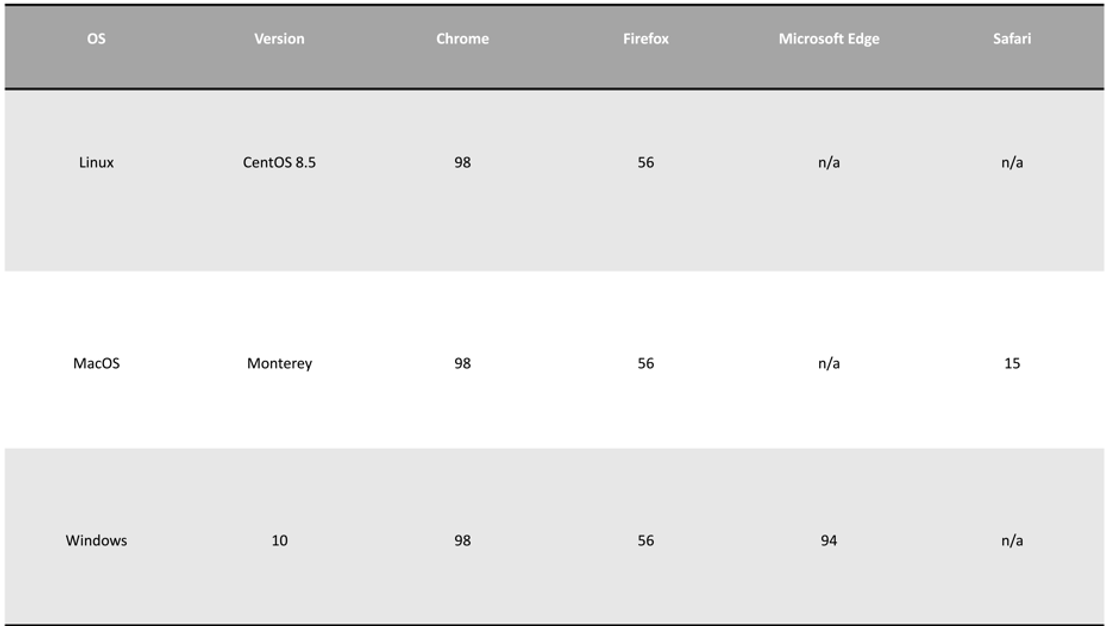 OS Version Chrome Firefox Microsoft Edge Safari
Linux CentOS 8.5 98 56 n/a n/a
MacOS Monterey 98 56 n/a 15
Windows 10 98 56 94 n/a